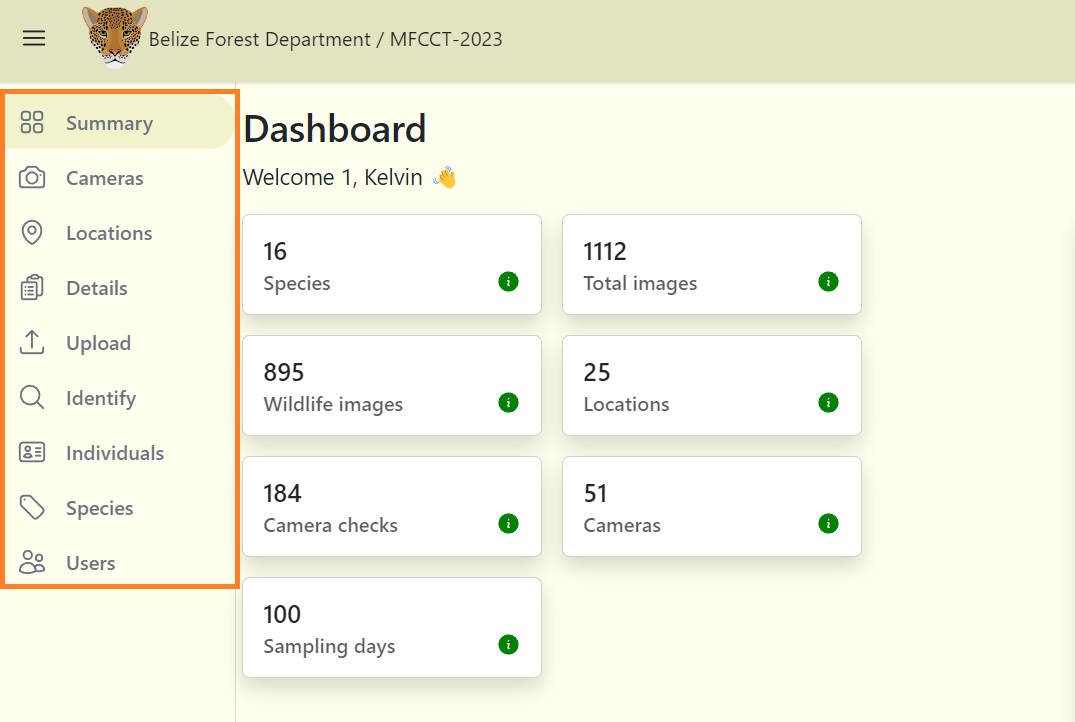 Belize Forest Department / MFCCT-2023
Summary
Cameras
Locations
Details
Upload
Identify
Individuals
Species
Users
Dashboard
Welcome 1, Kelvin 👋
16
Species
1112
Total images
895
Wildlife images
25
Locations
184
Camera checks
51
Cameras
100
Sampling days